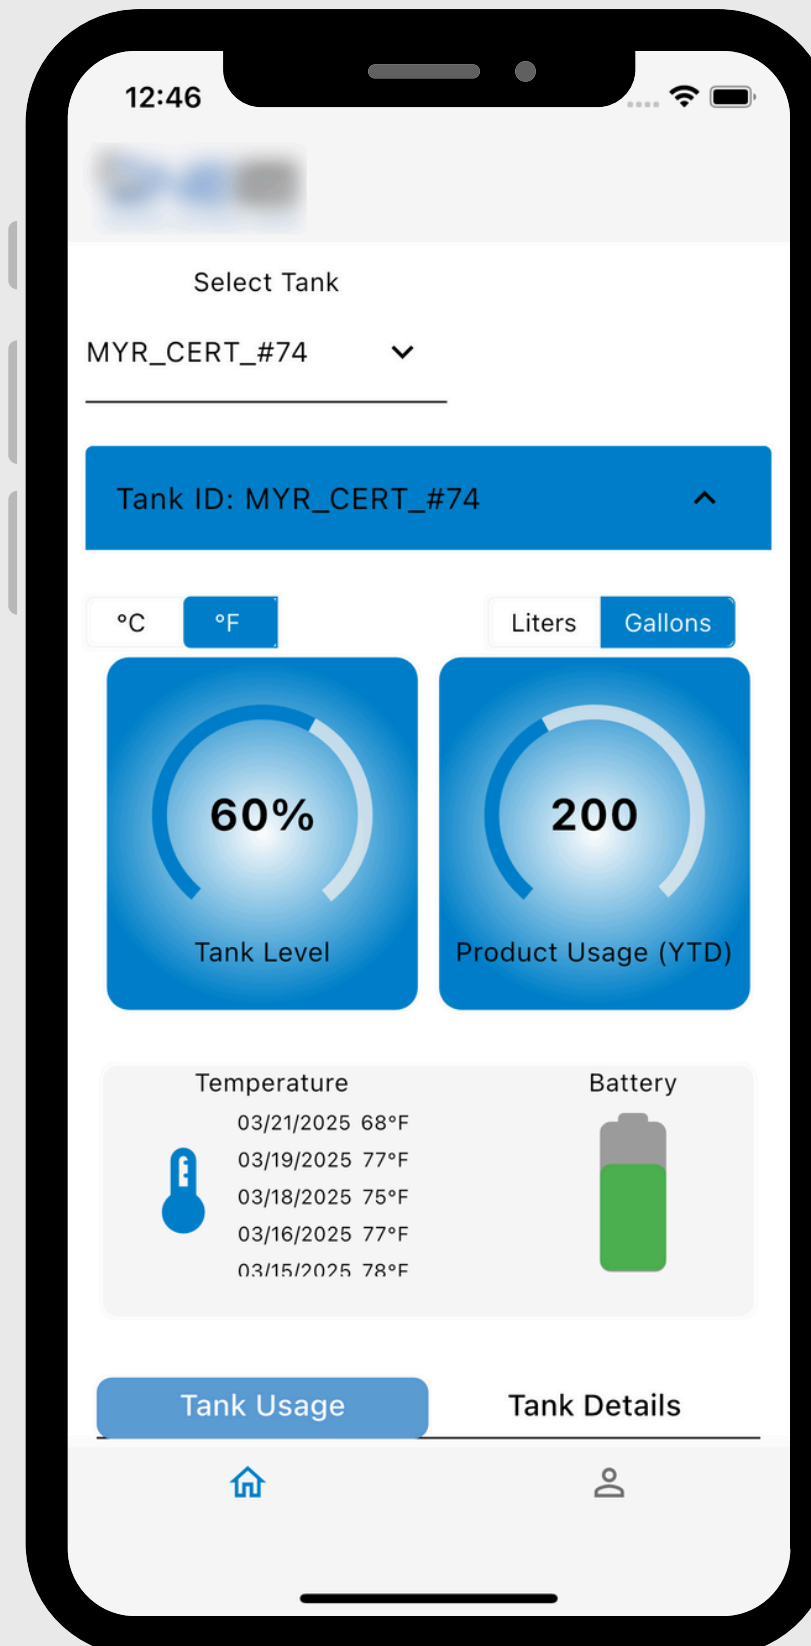 12:46
Select Tank
MYR_CERT_#74
Tank ID: MYR_CERT_#74
°C °F Liters Gallons
60% 200
Tank Level Product Usage (YTD)
Temperature Battery
03/21/2025 68°F
03/19/2025 77°F
03/18/2025 75°F
03/16/2025 77°F
03/15/2025 78°F
Tank Usage Tank Details